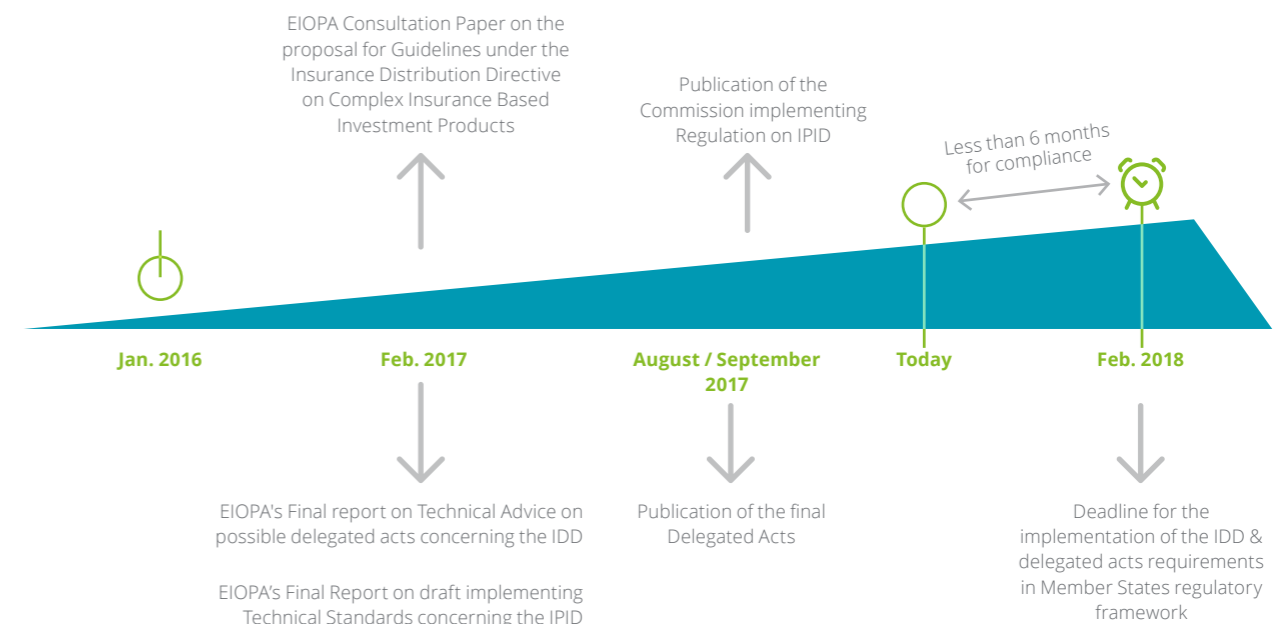 EIOPA Consultation Paper on the
proposal for Guidelines under the
Insurance Distribution Directive
on Complex Insurance Based
Investment Products
Publication of the
Commission implementing
Regulation on IPID
Less than 6 months
for compliance
Jan. 2016
Feb. 2017
August / September
2017
Today
Feb. 2018
EIOPA's Final report on Technical Advice on
possible delegated acts concerning the IDD
EIOPA’s Final Report on draft implementing
Technical Standards concerning the IPID
Publication of the final
Delegated Acts
Deadline for the
implementation of the IDD &
delegated acts requirements
in Member States regulatory
framework